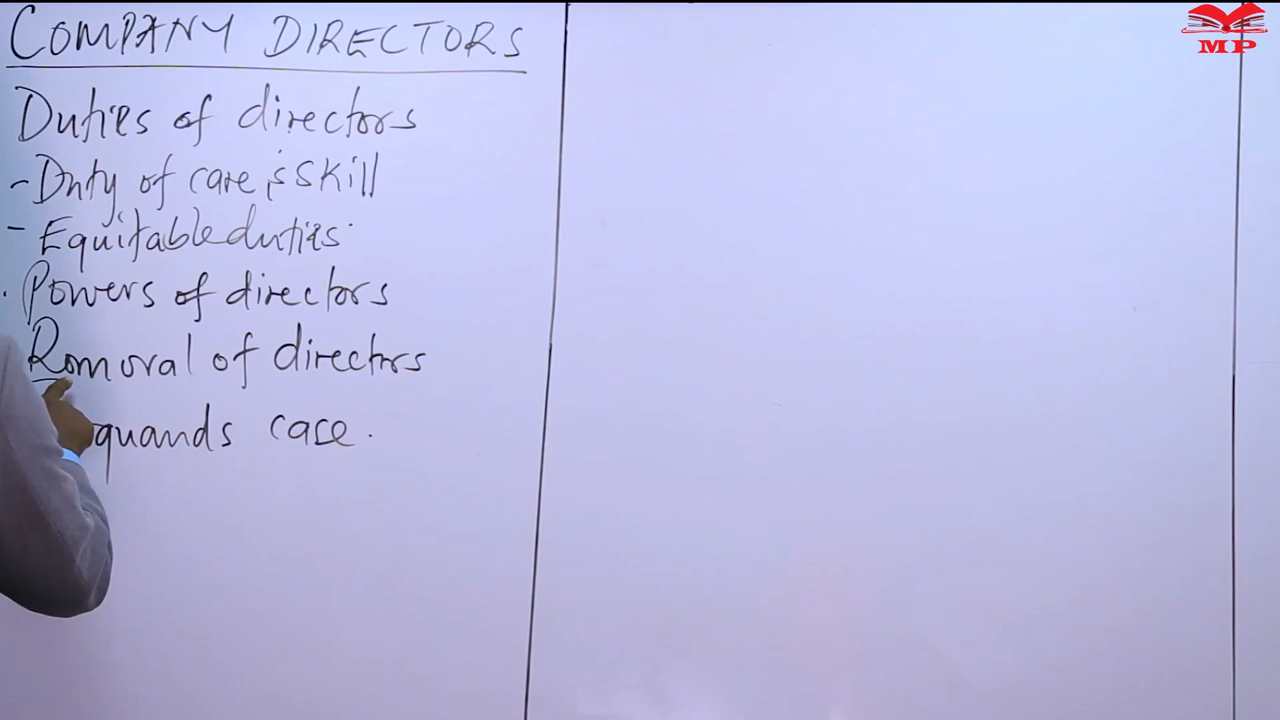 COMPANY DIRECTORS
Duties of directors
- Duty of care & skill
- Equitable duties
. Powers of directors
Romoval of directors
quands case.
MP